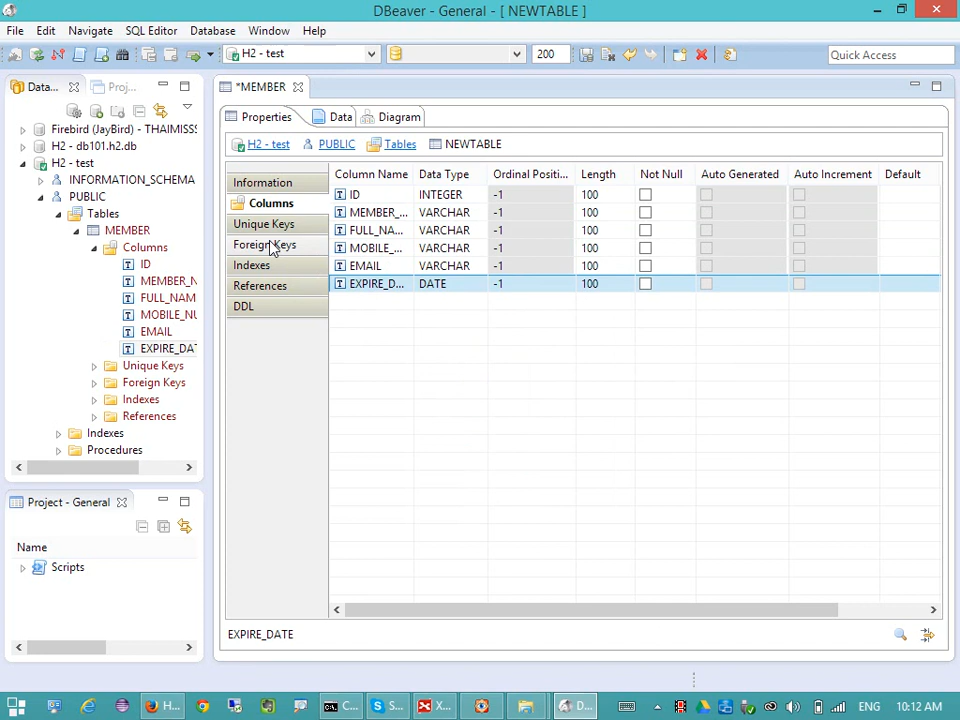 DBeaver - General - [ NEWTABLE ]
File Edit Navigate SQL Editor Database Window Help
H2 - test 200 Quick Access
Data... Proj...
Firebird (JayBird) - THAIMISSS
H2 - db101.h2.db
H2 - test
INFORMATION_SCHEMA
PUBLIC
Tables
MEMBER
Columns
ID
MEMBER_N
FULL_NAM
MOBILE_NU
EMAIL
EXPIRE_DAT
Unique Keys
Foreign Keys
Indexes
References
Indexes
Procedures
Project - General
Name
Scripts
*MEMBER
Properties Data Diagram
H2 - test PUBLIC Tables NEWTABLE
Information
Columns
Unique Keys
Foreign Keys
Indexes
References
DDL
Column Name Data Type Ordinal Positi... Length Not Null Auto Generated Auto Increment Default
ID INTEGER -1 100
MEMBER_... VARCHAR -1 100
FULL_NA... VARCHAR -1 100
MOBILE_... VARCHAR -1 100
EMAIL VARCHAR -1 100
EXPIRE_D... DATE -1 100
EXPIRE_DATE
H... C... S... X... D... ENG 10:12 AM